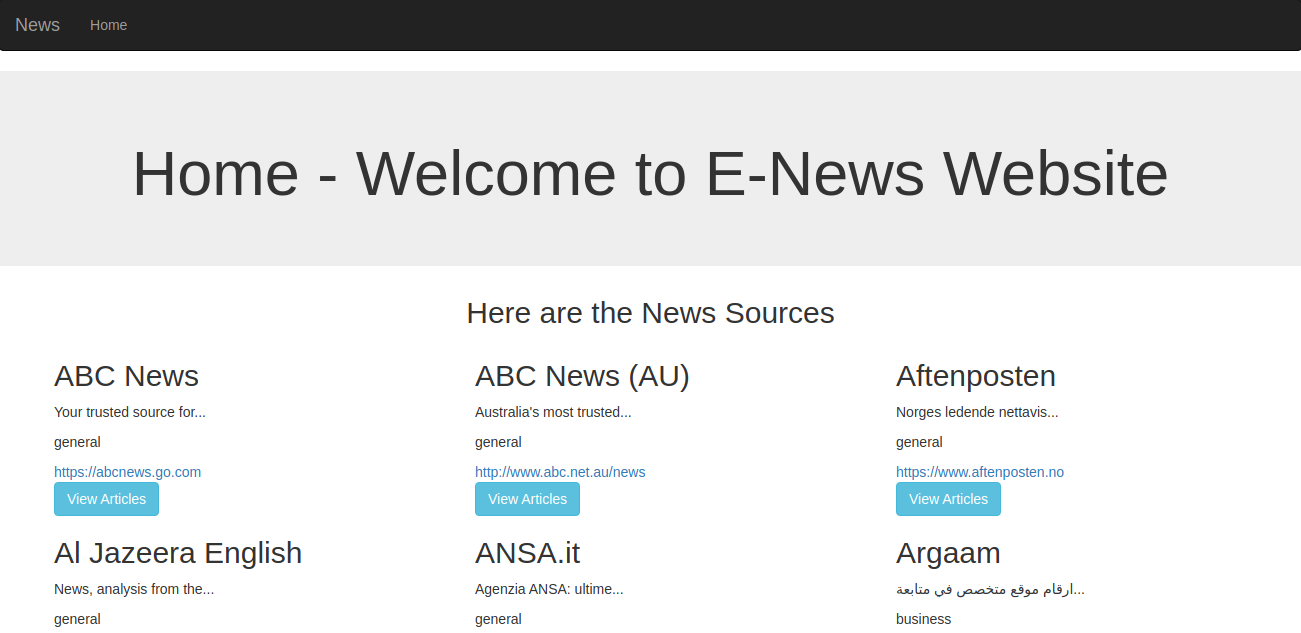 News Home
Home - Welcome to E-News Website
Here are the News Sources
ABC News
Your trusted source for...
general
https://abcnews.go.com
View Articles
ABC News (AU)
Australia's most trusted...
general
http://www.abc.net.au/news
View Articles
Aftenposten
Norges ledende nettavis...
general
https://www.aftenposten.no
View Articles
Al Jazeera English
News, analysis from the...
general
ANSA.it
Agenzia ANSA: ultime...
general
Argaam
ارقام موقع متخصص في متابعة...
business